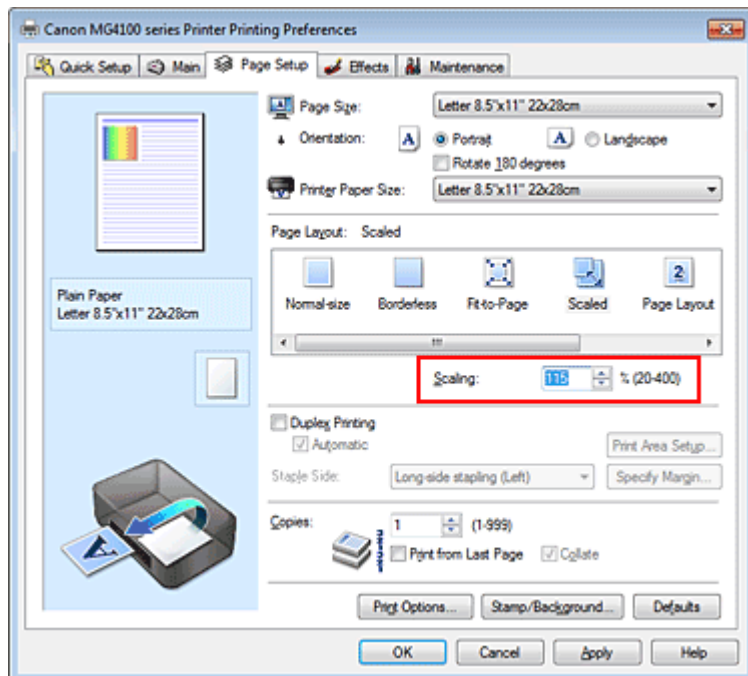 Canon MG4100 series Printer Printing Preferences
Quick Setup Main Page Setup Effects Maintenance
Page Size: Letter 8.5"x11" 22x28cm
Orientation: A Portrait A Landscape
Rotate 180 degrees
Printer Paper Size: Letter 8.5"x11" 22x28cm
Page Layout: Scaled
2
Normal-size Borderless Fit-to-Page Scaled Page Layout
Plain Paper
Letter 8.5"x11" 22x28cm
Scaling: 115 % (20-400)
Duplex Printing
Automatic Print Area Setup...
Staple Side: Long-side stapling (Left) Specify Margin...
Copies: 1 (1-999)
Print from Last Page Collate
A
Print Options... Stamp/Background... Defaults
OK Cancel Apply Help